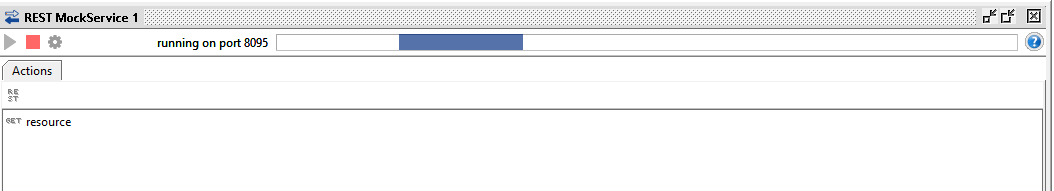 REST MockService 1
running on port 8095
?
Actions
RE
ST
GET resource